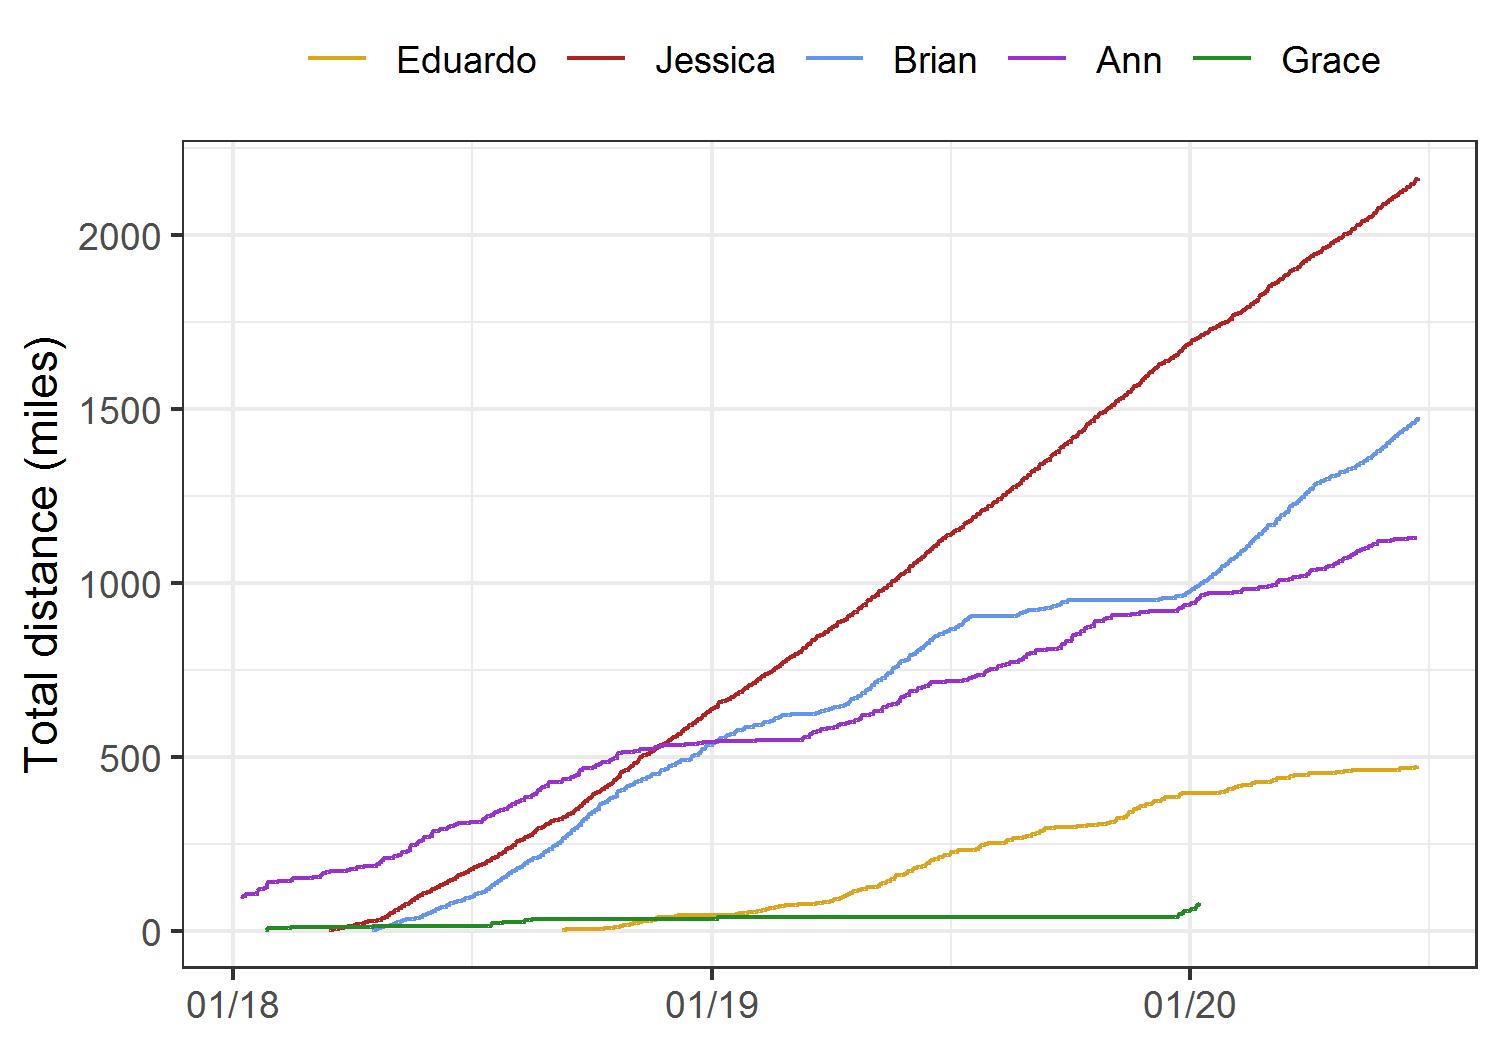 Eduardo Jessica Brian Ann Grace
Total distance (miles)
2000
1500
1000
500
0
01/18 01/19 01/20